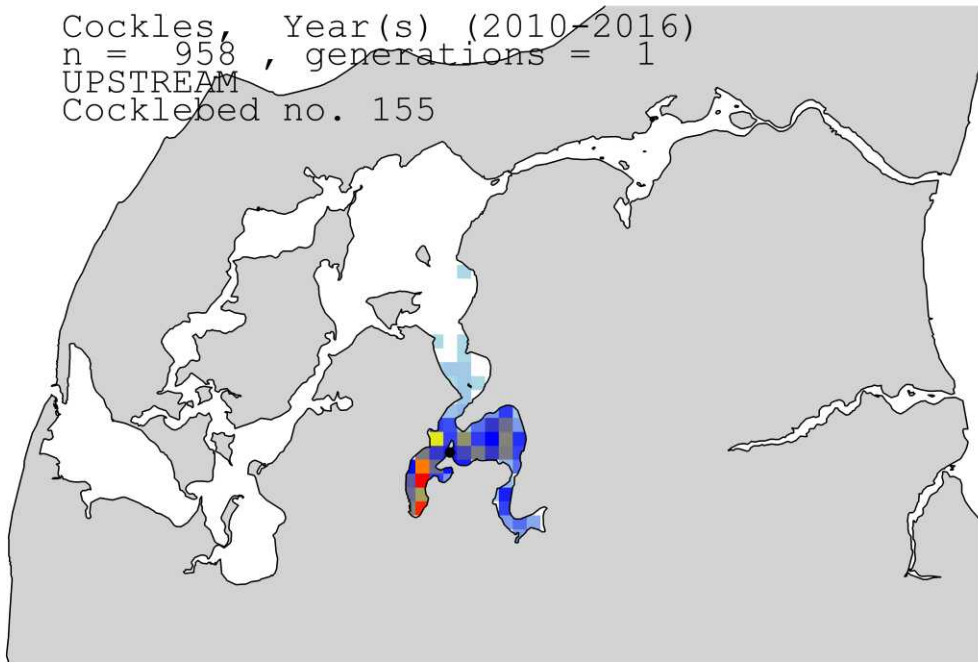 Cockles,  Year(s) (2010-2016)
n =  958 , generations =  1
UPSTREAM
Cocklebed no. 155